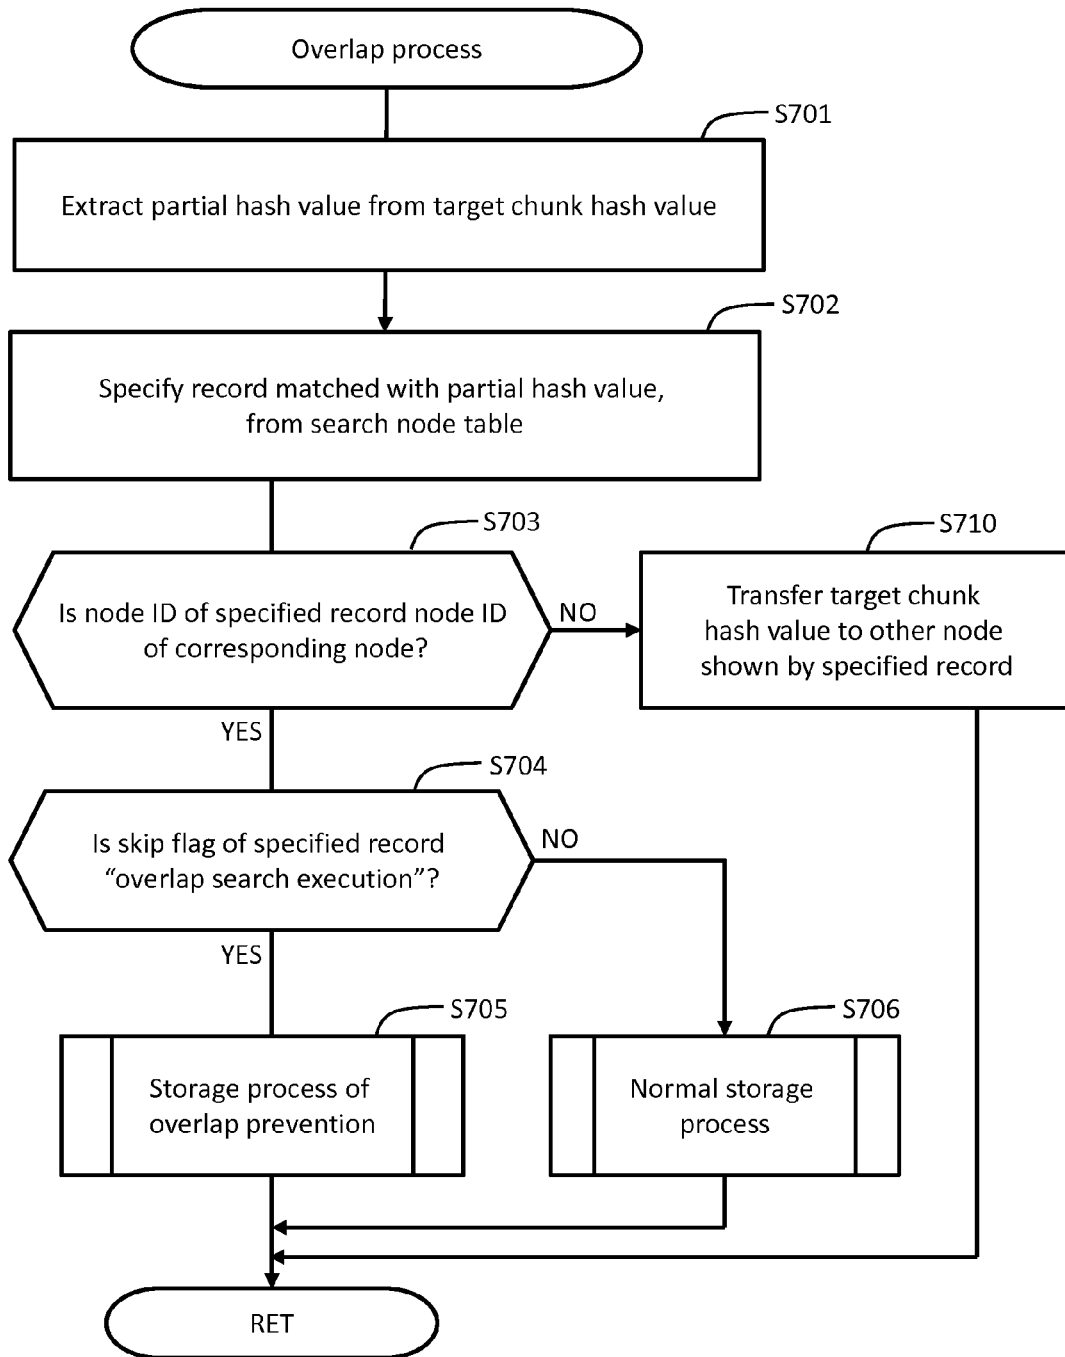 Overlap process
S701
Extract partial hash value from target chunk hash value
S702
Specify record matched with partial hash value,
from search node table
S703
Is node ID of specified record node ID
of corresponding node?
NO
S710
Transfer target chunk
hash value to other node
shown by specified record
YES
S704
Is skip flag of specified record
“overlap search execution”?
NO
YES
S705
Storage process of
overlap prevention
S706
Normal storage
process
RET